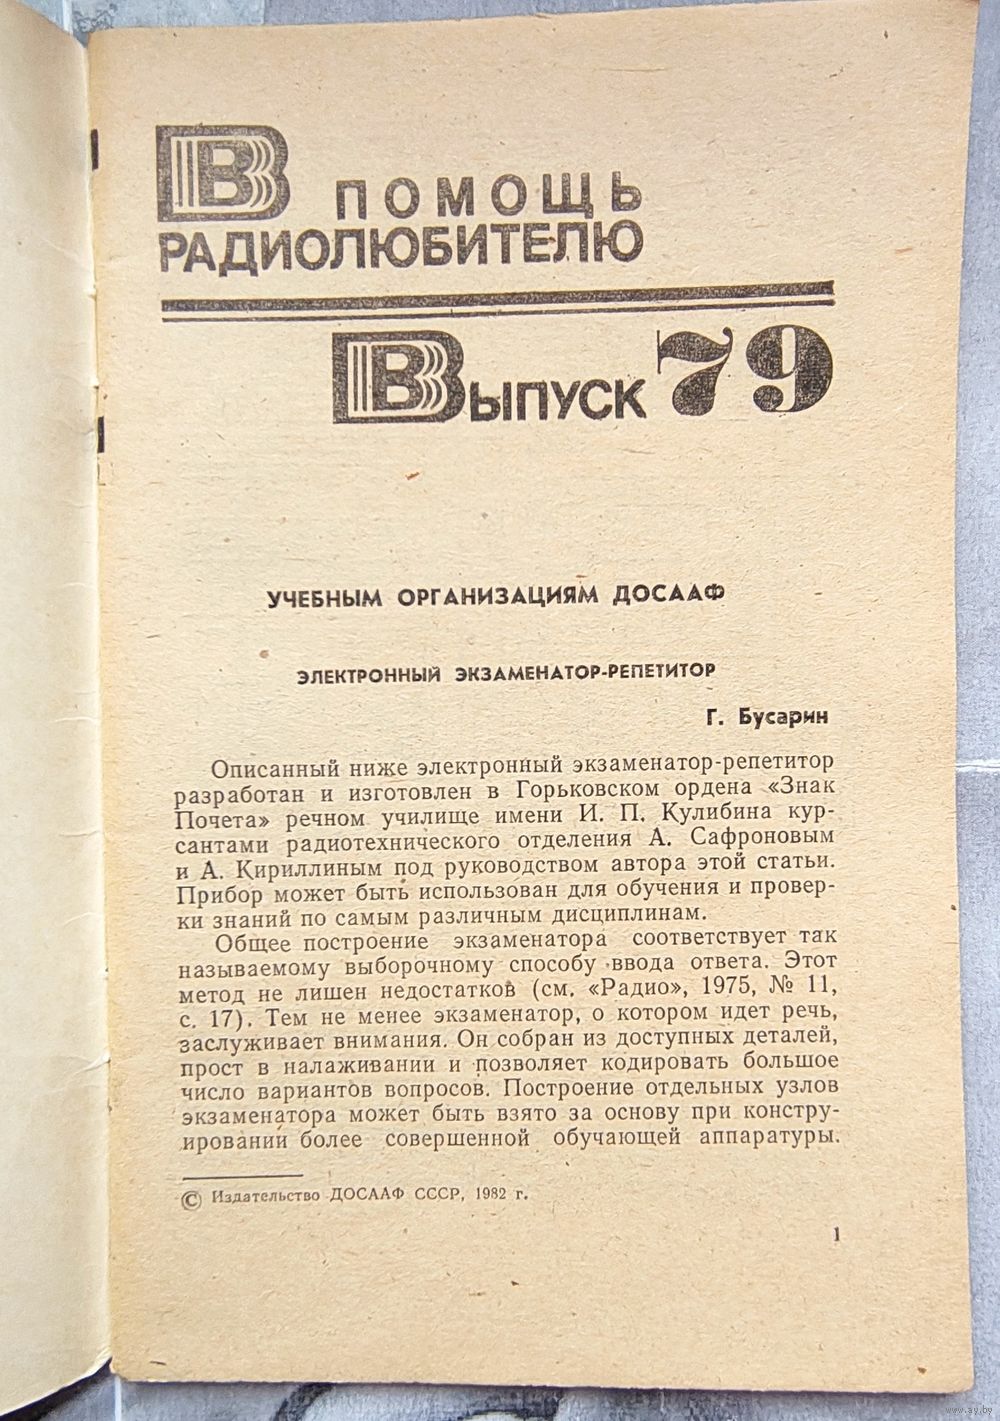 В ПОМОЩЬ
РАДИОЛЮБИТЕЛЮ
Выпуск 79
УЧЕБНЫМ ОРГАНИЗАЦИЯМ ДОСААФ
ЭЛЕКТРОННЫЙ ЭКЗАМЕНАТОР-РЕПЕТИТОР
Г. Бусарин
Описанный ниже электронный экзаменатор-репетитор
разработан и изготовлен в Горьковском ордена «Знак
Почета» речном училище имени И. П. Кулибина кур-
сантами радиотехнического отделения А. Сафроновым
и А. Кириллиным под руководством автора этой статьи.
Прибор может быть использован для обучения и провер-
ки знаний по самым различным дисциплинам.
Общее построение экзаменатора соответствует так
называемому выборочному способу ввода ответа. Этот
метод не лишен недостатков (см. «Радио», 1975, № 11,
с. 17). Тем не менее экзаменатор, о котором идет речь,
заслуживает внимания. Он собран из доступных деталей,
прост в налаживании и позволяет кодировать большое
число вариантов вопросов. Построение отдельных узлов
экзаменатора может быть взято за основу при констру-
ировании более совершенной обучающей аппаратуры.
© Издательство ДОСААФ СССР, 1982 г.
1
www.ay.by